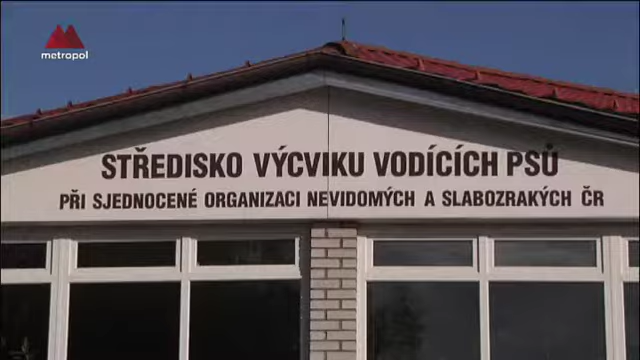 metropol
STŘEDISKO VÝCVIKU VODÍCÍCH PSŮ
PŘI SJEDNOCENÉ ORGANIZACI NEVIDOMÝCH A SLABOZRAKÝCH ČR